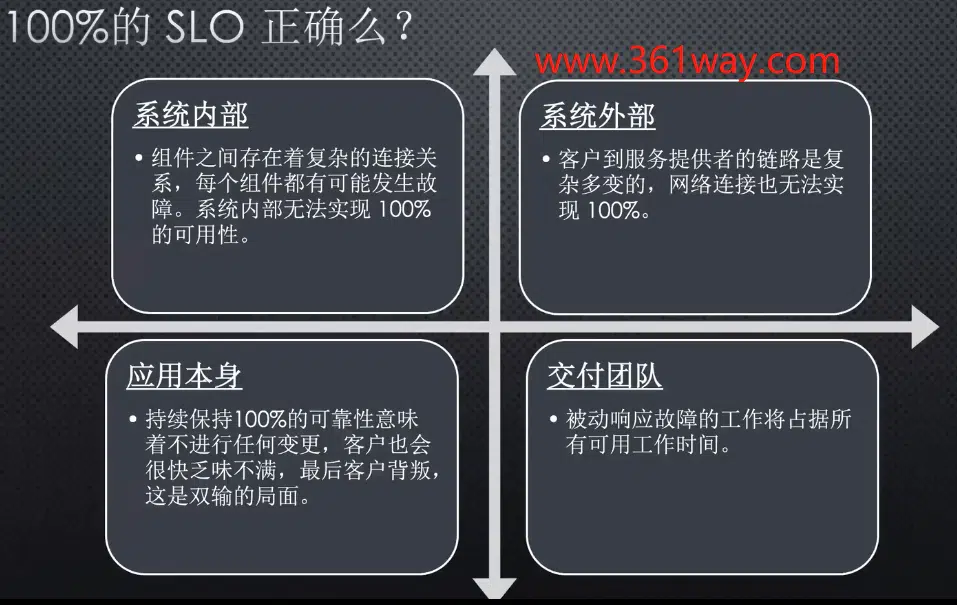 100%的 SLO 正确么？
www.361way.com
系统内部
• 组件之间存在着复杂的连接关
系，每个组件都有可能发生故
障。系统内部无法实现 100%
的可用性。
系统外部
• 客户到服务提供者的链路是复
杂多变的，网络连接也无法实
现 100%。
应用本身
• 持续保持100%的可靠性意味
着不进行任何变更，客户也会
很快乏味不满，最后客户背叛，
这是双输的局面。
交付团队
• 被动响应故障的工作将占据所
有可用工作时间。